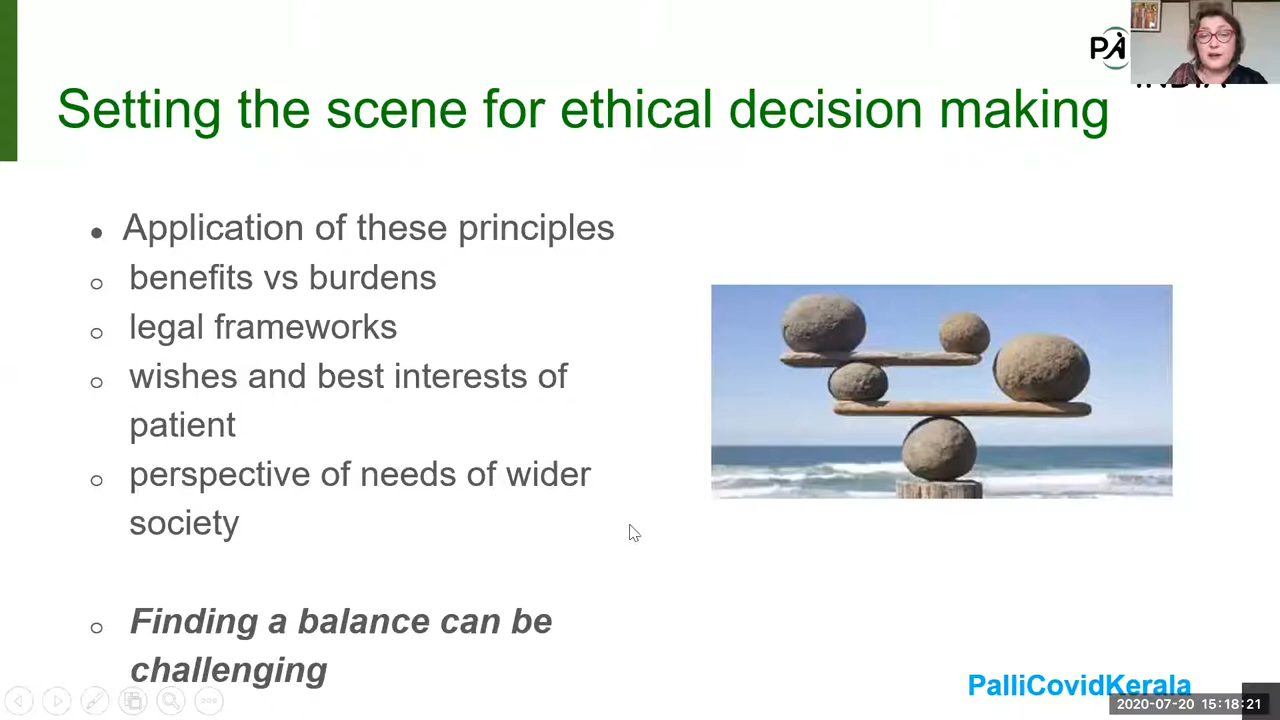 PA
INDIA
Setting the scene for ethical decision making
● Application of these principles
o benefits vs burdens
o legal frameworks
o wishes and best interests of
patient
o perspective of needs of wider
society
o Finding a balance can be
challenging
PalliCovidKerala
2020-07-20 15:18:21